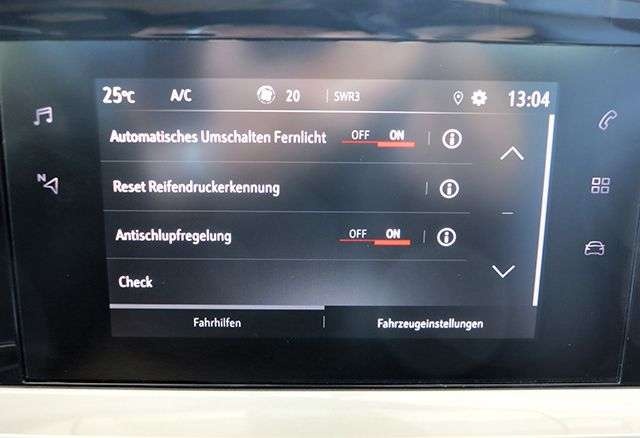 25°C A/C 20 SWR3 13:04
Automatisches Umschalten Fernlicht OFF ON
Reset Reifendruckerkennung
N
Antischlupfregelung OFF ON
Check
Fahrhilfen Fahrzeugeinstellungen